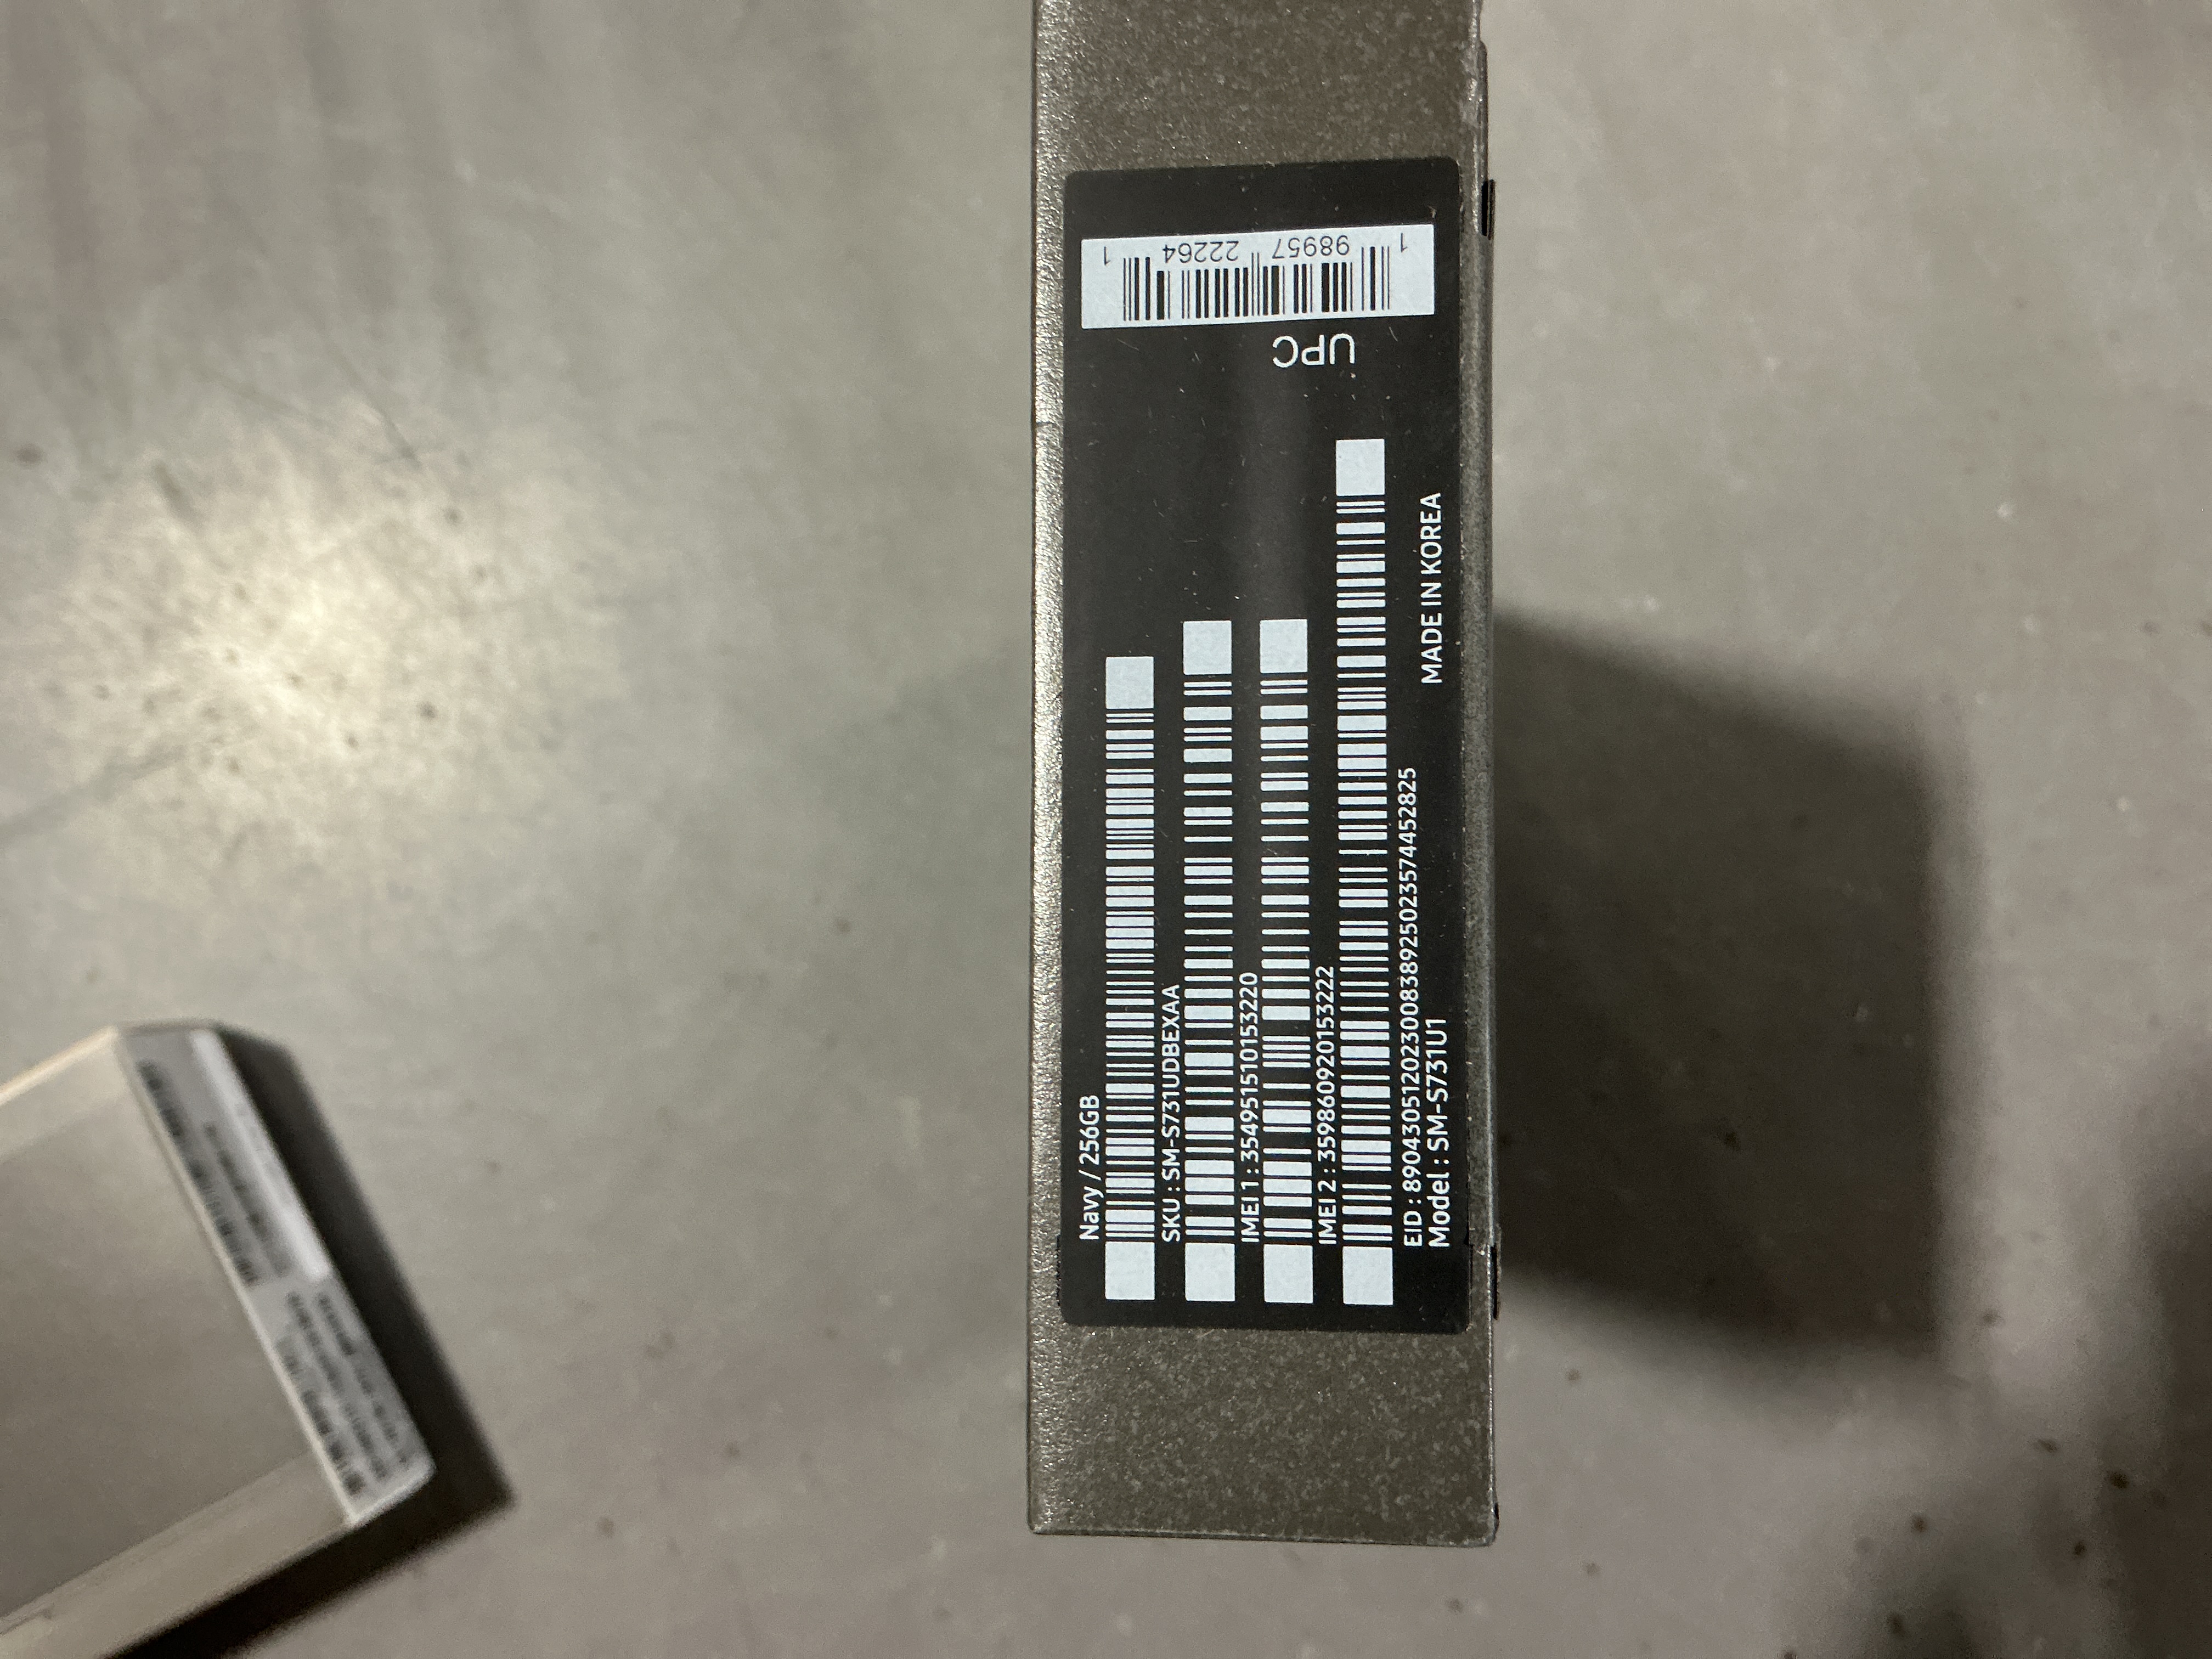 Navy / 256GB
SKU : SM-S731UDBEXAA
IMEI 1 : 354951510153220
IMEI 2 : 359860920153222
EID : 89043051202300838925023574452825
Model : SM-S731U1
MADE IN KOREA
UPC
1 98957 22264 1